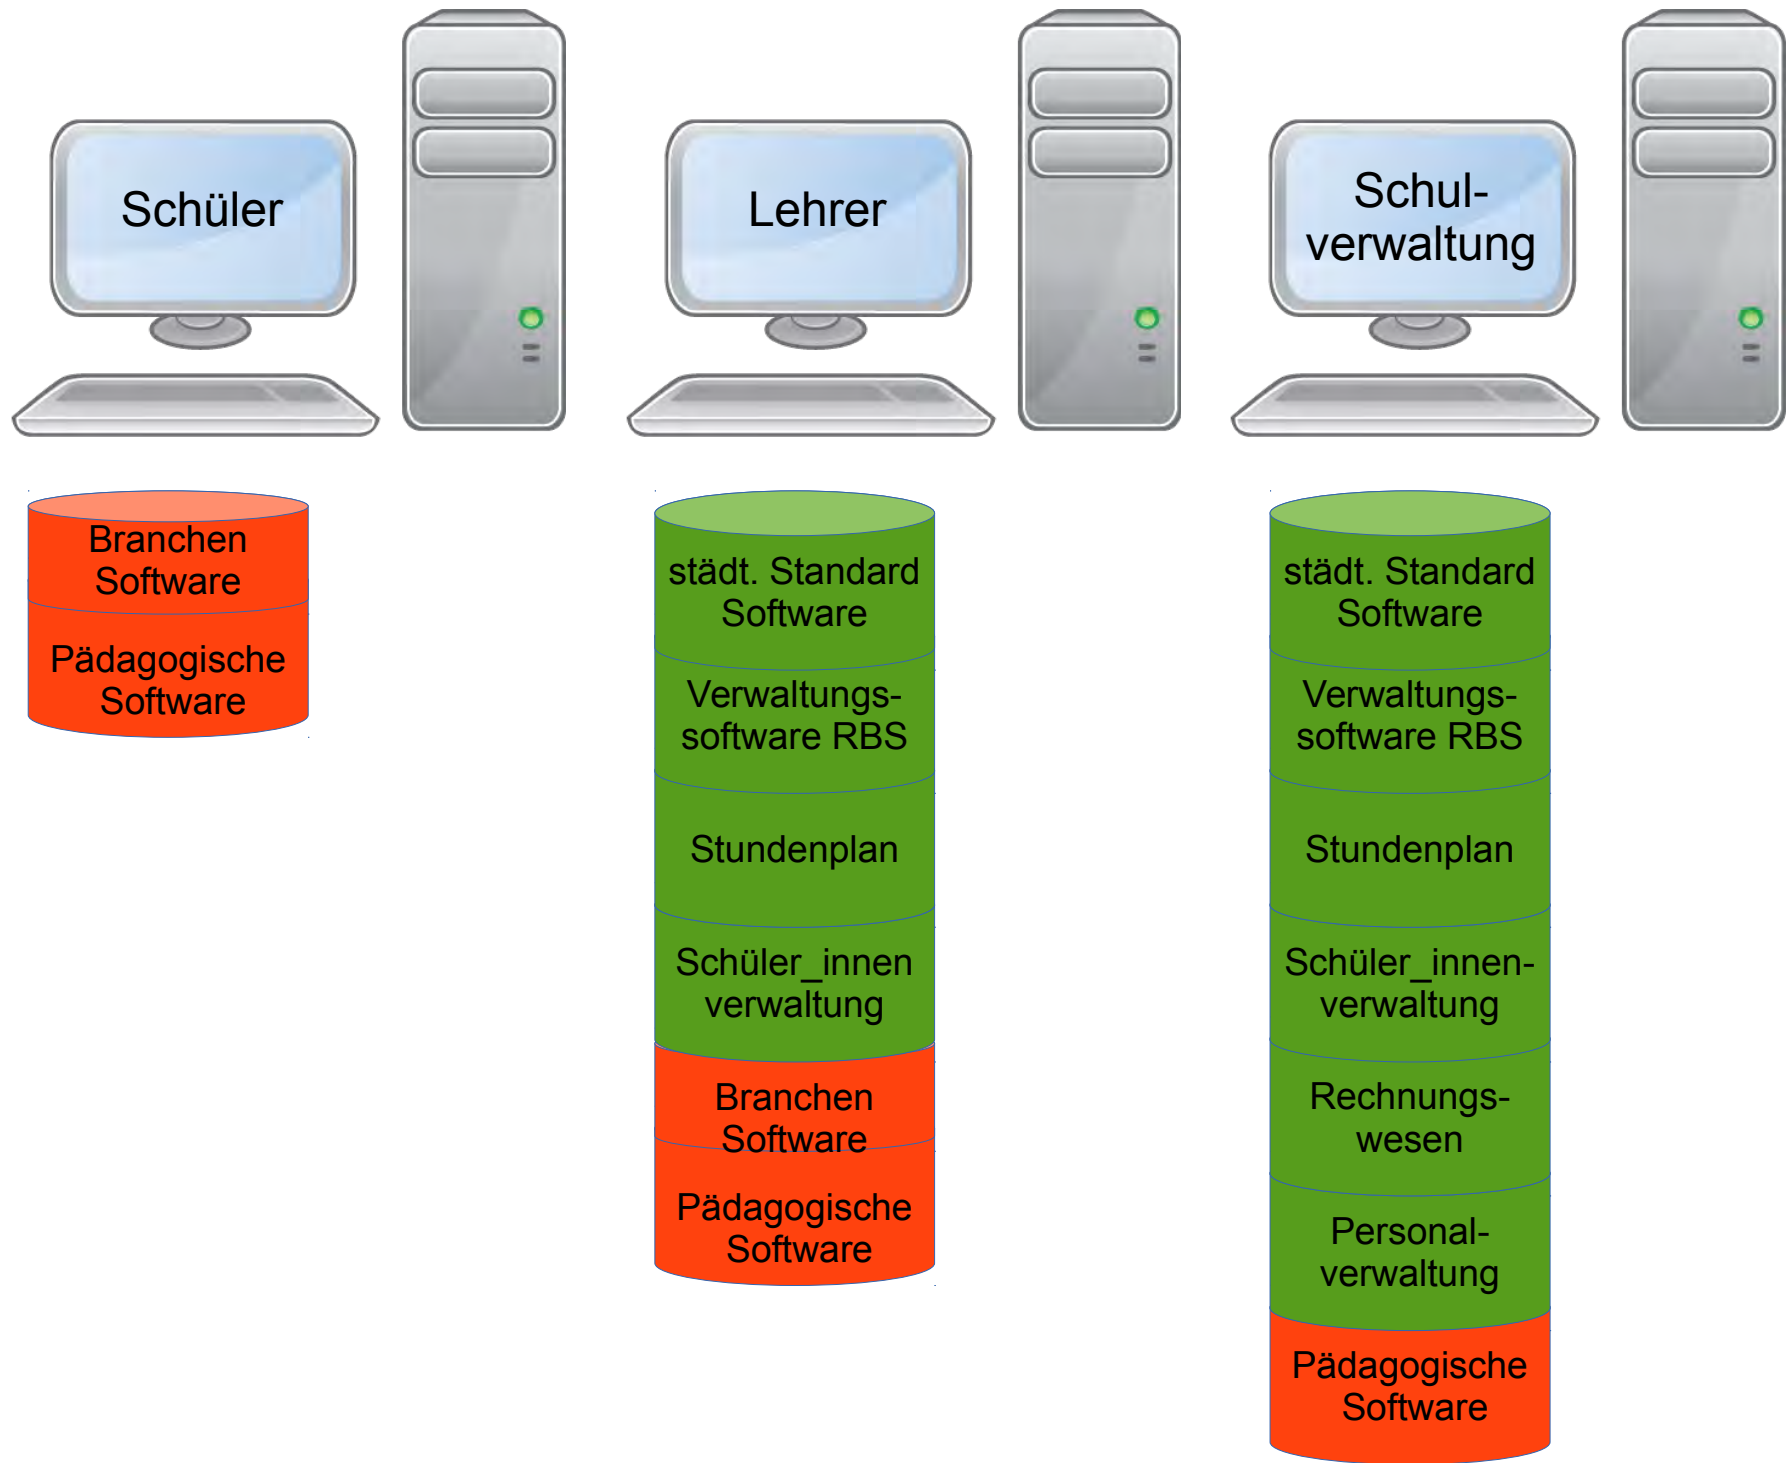 Schüler
Lehrer
Schul-
verwaltung
Branchen
Software
Pädagogische
Software
städt. Standard
Software
Verwaltungs-
software RBS
Stundenplan
Schüler_innen
verwaltung
Branchen
Software
Pädagogische
Software
städt. Standard
Software
Verwaltungs-
software RBS
Stundenplan
Schüler_innen-
verwaltung
Rechnungs-
wesen
Personal-
verwaltung
Pädagogische
Software